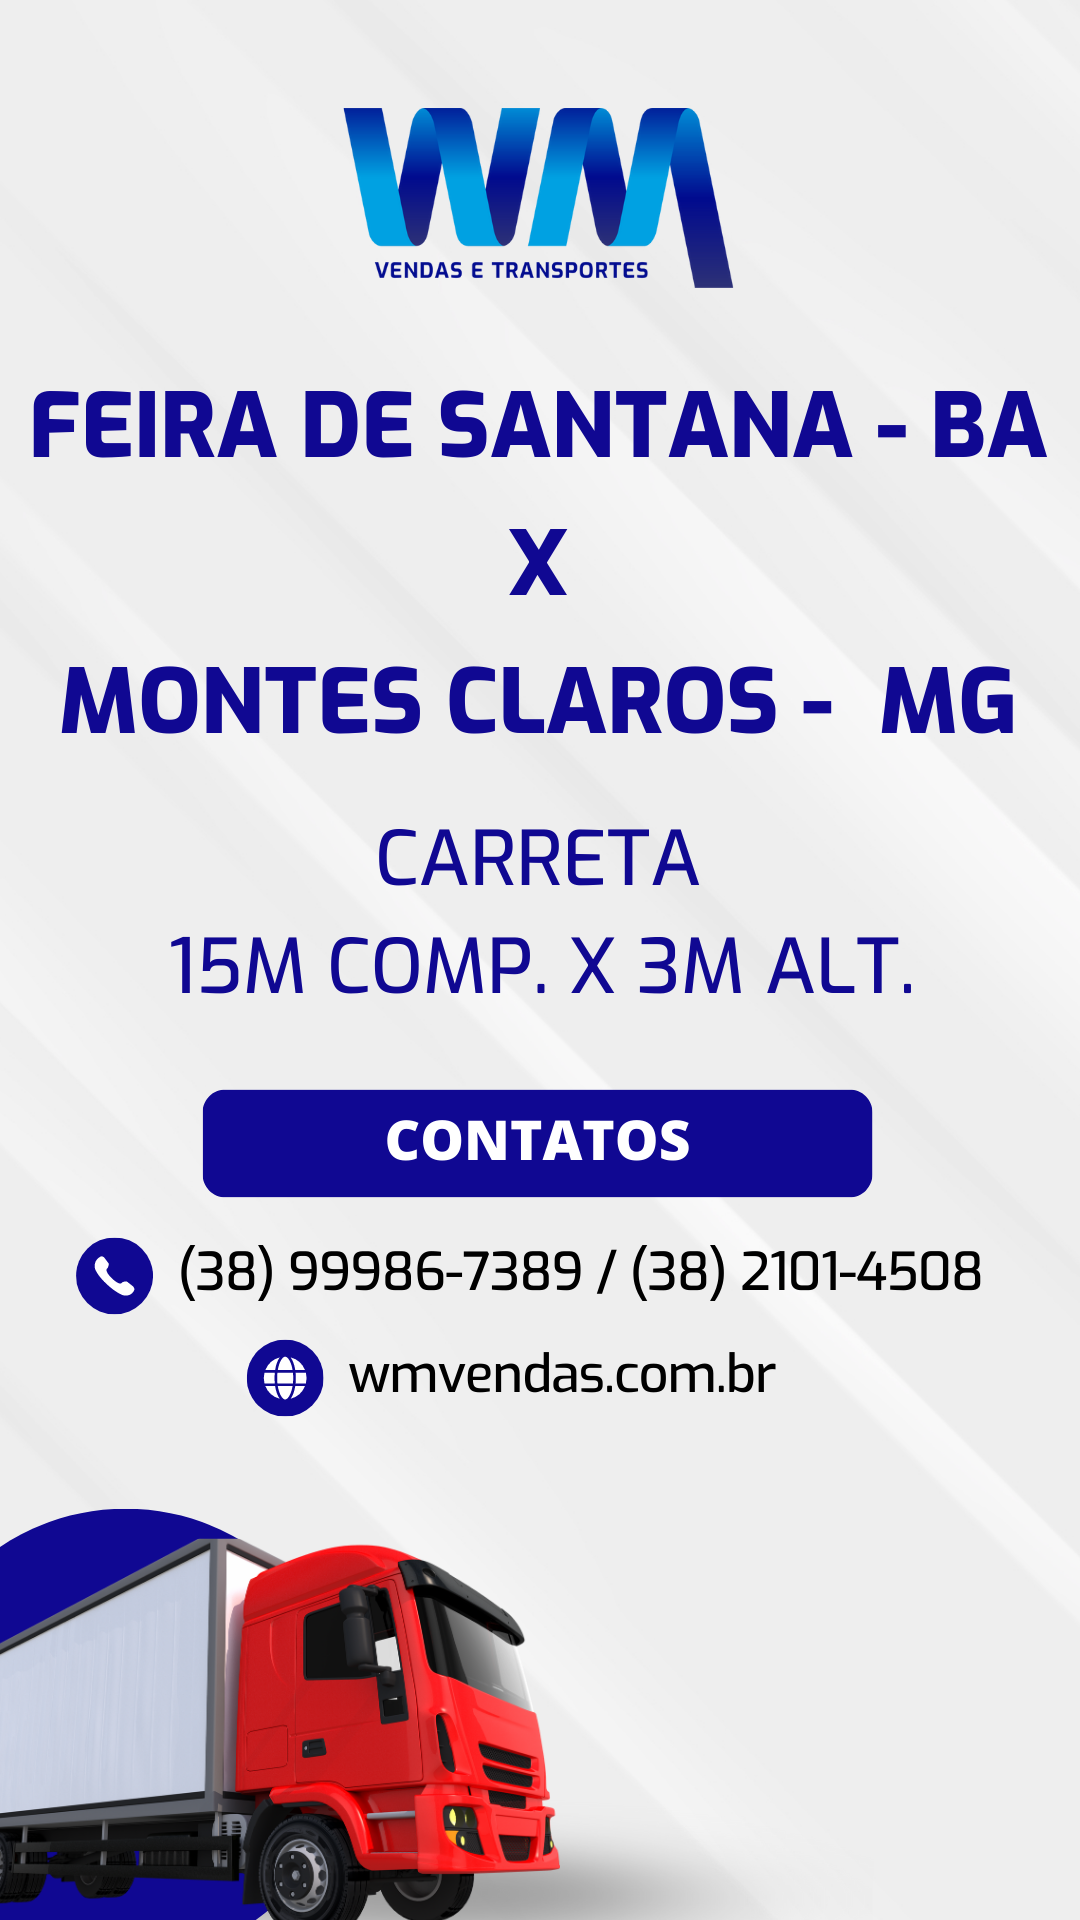 WM
VENDAS E TRANSPORTES
FEIRA DE SANTANA - BA
X
MONTES CLAROS - MG
CARRETA
15M COMP. X 3M ALT.
CONTATOS
(38) 99986-7389 / (38) 2101-4508
wmvendas.com.br